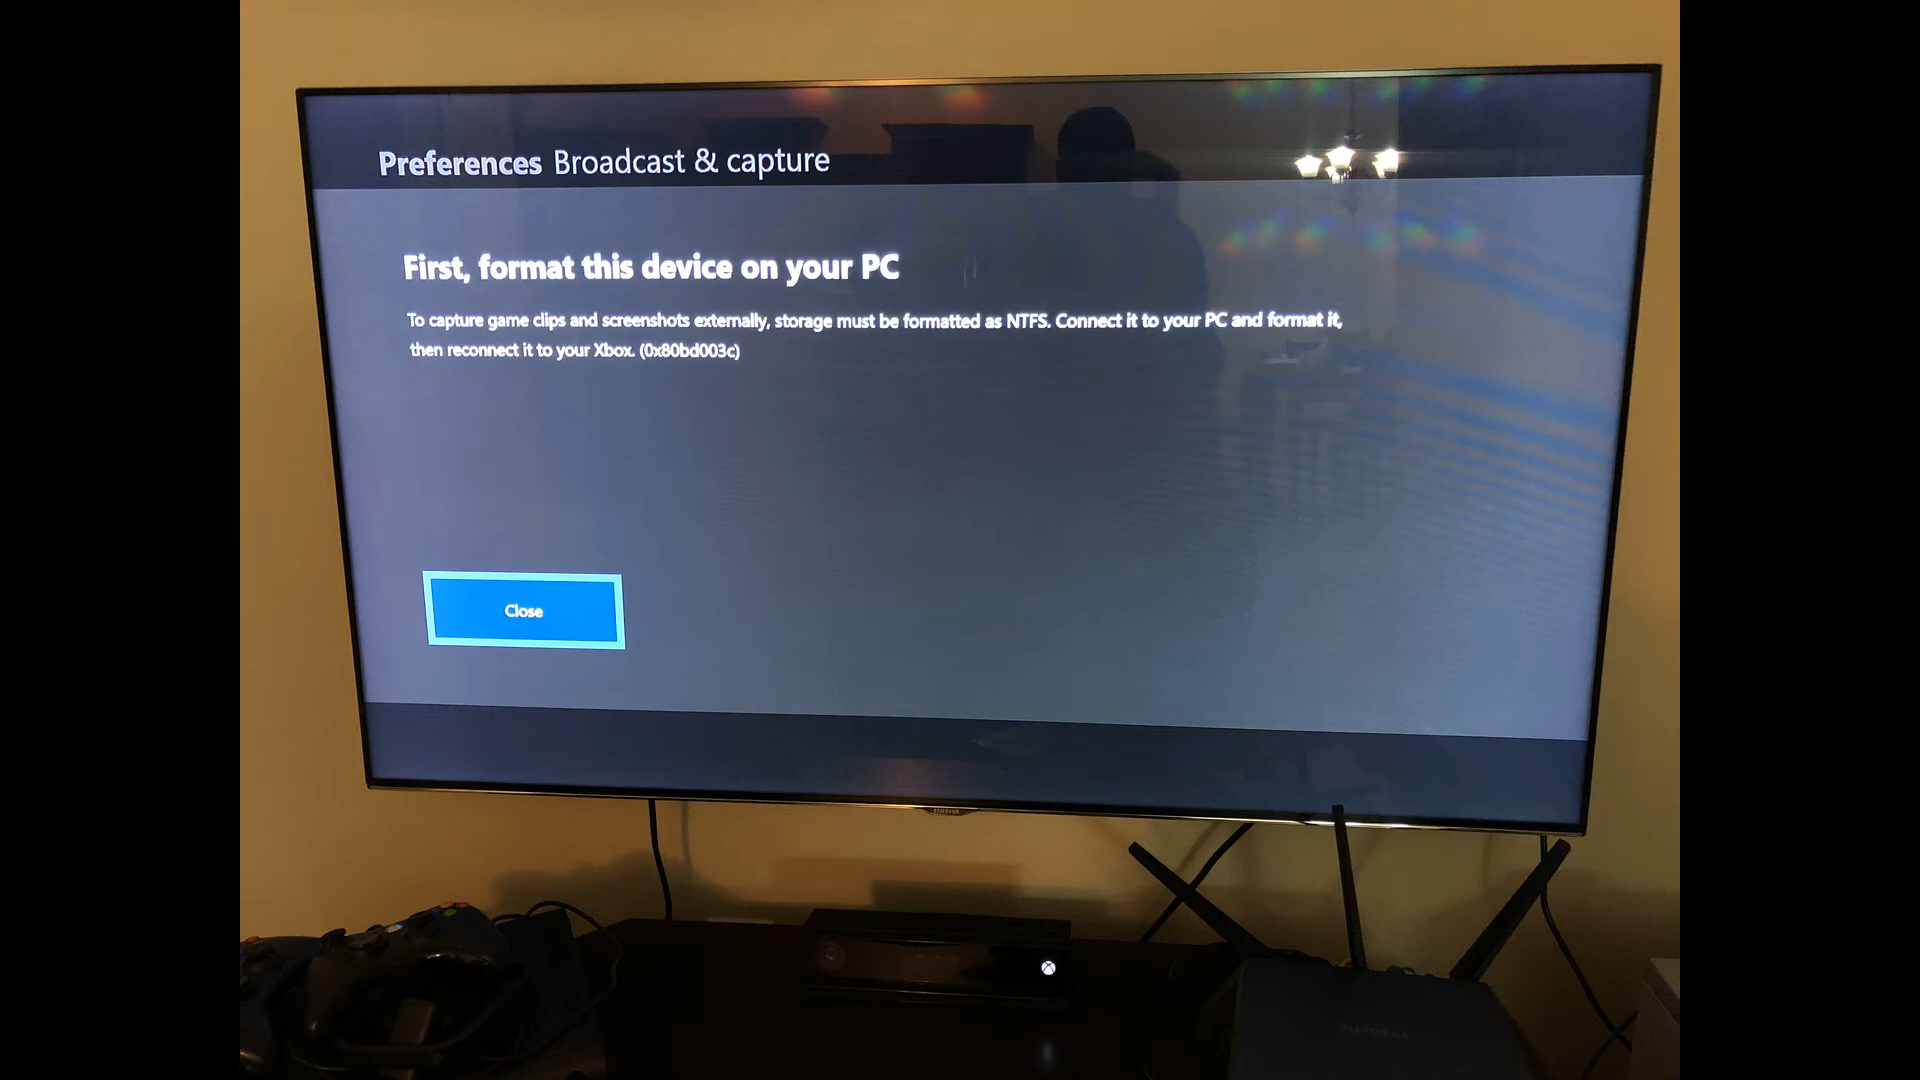 Preferences Broadcast & capture
First, format this device on your PC
To capture game clips and screenshots externally, storage must be formatted as NTFS. Connect it to your PC and format it,
then reconnect it to your Xbox. (0x80bd003c)
Close
SAMSUNG
NETGEAR